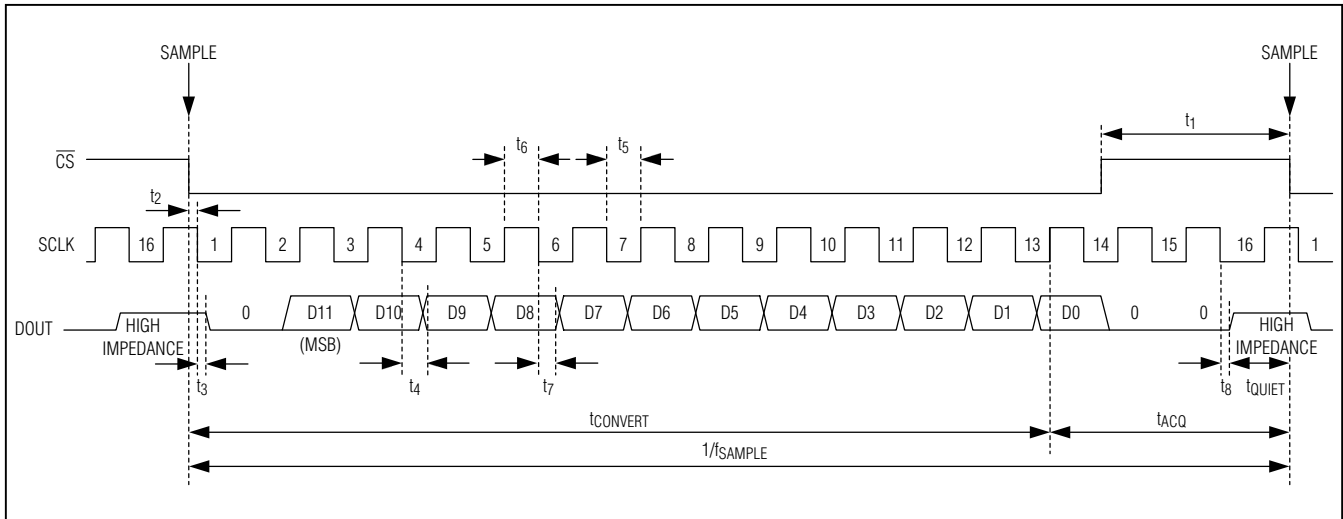 SAMPLE SAMPLE
t1
t6 t5
CS
t2
SCLK 16 1 2 3 4 5 6 7 8 9 10 11 12 13 14 15 16 1
DOUT HIGH IMPEDANCE 0 D11 D10 D9 D8 D7 D6 D5 D4 D3 D2 D1 D0 0 0 HIGH IMPEDANCE
(MSB)
t3 t4 t7 t8 tQUIET
tCONVERT tACQ
1/fSAMPLE